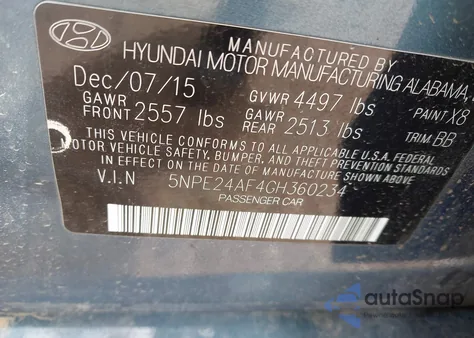 MANUFACTURED BY
HYUNDAI MOTOR MANUFACTURING ALABAMA,
Dec/07/15 GVWR 4497 lbs PAINT X8
GAWR FRONT 2557 lbs GAWR REAR 2513 lbs TRIM BB
THIS VEHICLE CONFORMS TO ALL APPLICABLE U.S.A. FEDERAL
MOTOR VEHICLE SAFETY, BUMPER, AND THEFT PREVENTION
STANDARDS IN EFFECT ON THE DATE OF MANUFACTURE SHOWN ABOVE
V.I.N 5NPE24AF4GH360234
PASSENGER CAR
autoSnap